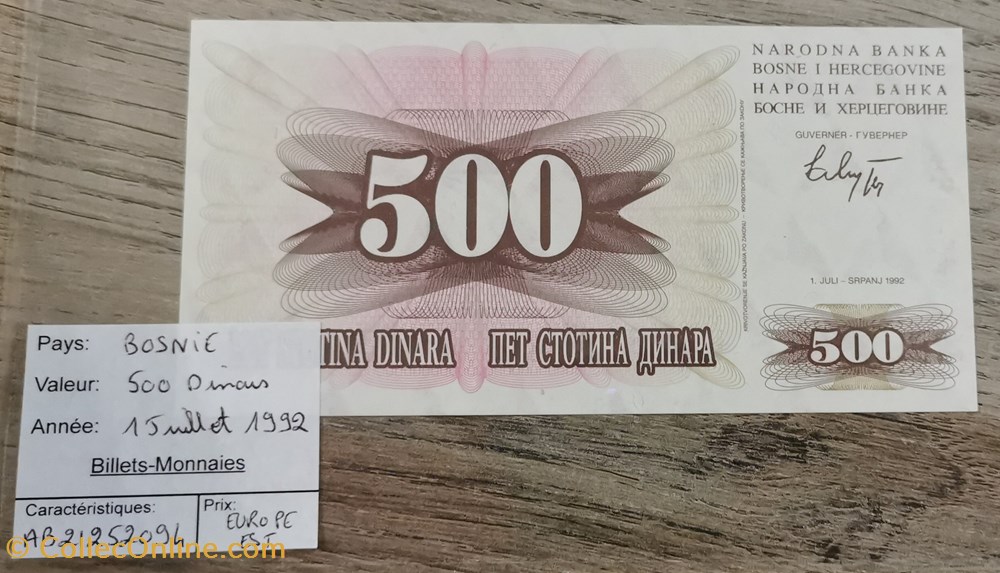 NARODNA BANKA
BOSNE I HERCEGOVINE
НАРОДНА БАНКА
БОСНЕ И ХЕРЦЕГОВИНЕ
GUVERNER - ГУВЕРНЕР
500
1. JULI – SRPANJ 1992
TINA DINARA ПЕТ СТОТИНА ДИНАРА
500
Pays: BOSNIE
Valeur: 500 Dinars
Année: 1 Juillet 1992
Billets-Monnaies
Caractéristiques:
AB21252094
Prix:
EUROPE
EST
© CollecOnline.com